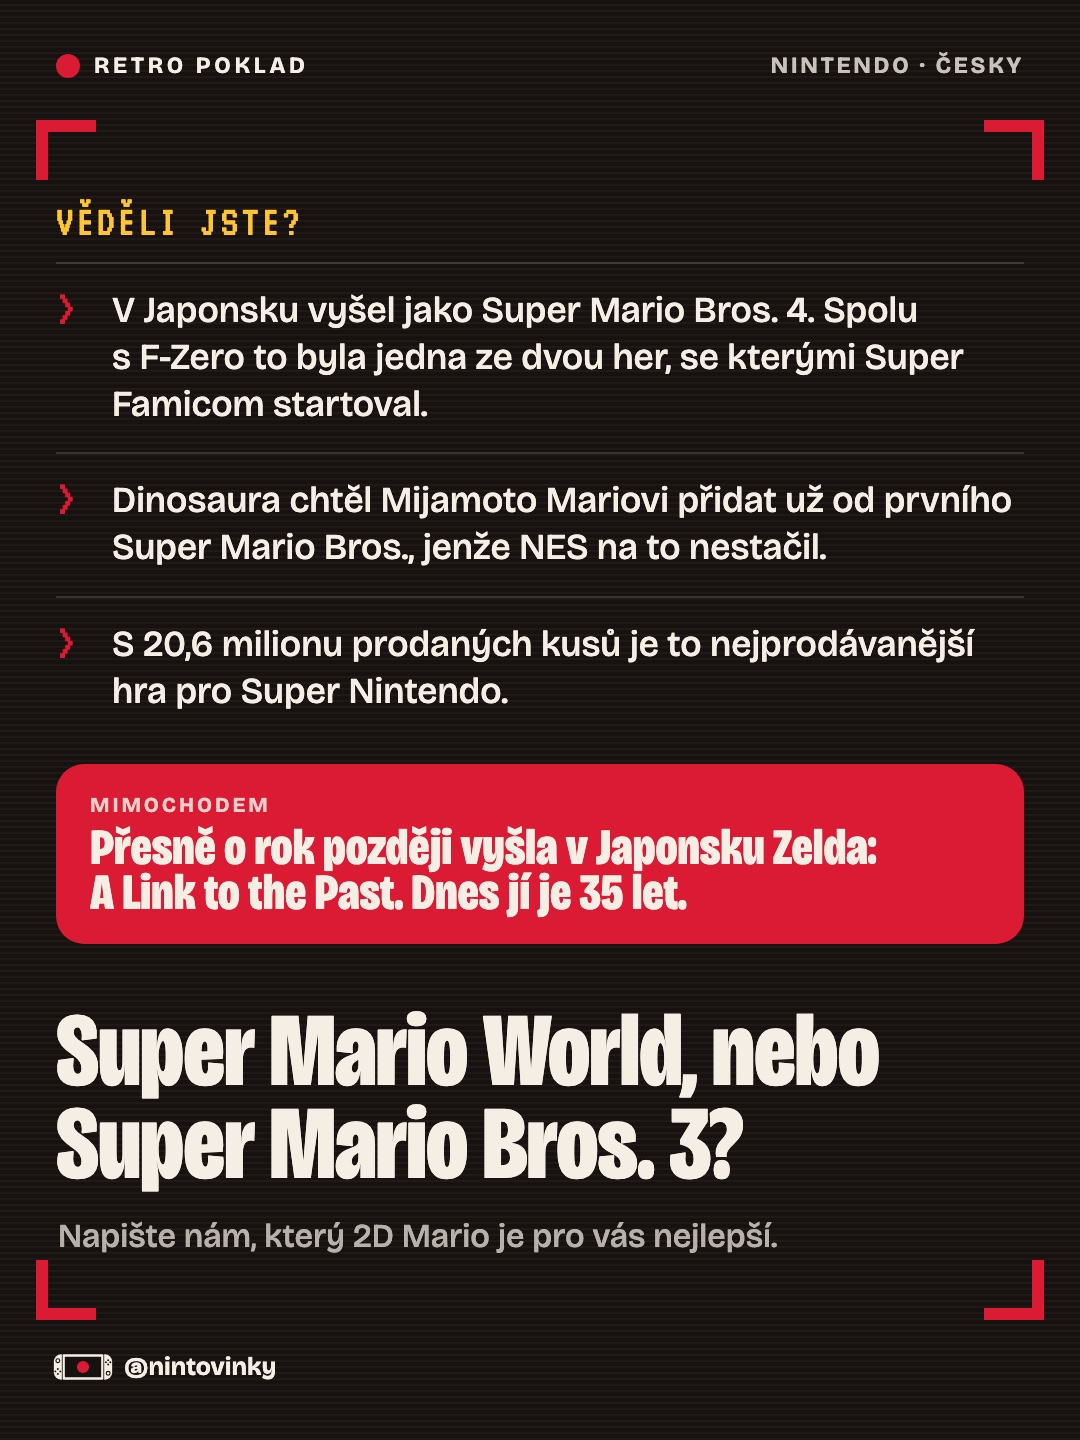 RETRO POKLAD
NINTENDO · ČESKY
VĚDĚLI JSTE?
V Japonsku vyšel jako Super Mario Bros. 4. Spolu
s F-Zero to byla jedna ze dvou her, se kterými Super
Famicom startoval.
Dinosaura chtěl Mijamoto Mariovi přidat už od prvního
Super Mario Bros., jenže NES na to nestačil.
S 20,6 milionu prodaných kusů je to nejprodávanější
hra pro Super Nintendo.
MIMOCHODEM
Přesně o rok později vyšla v Japonsku Zelda:
A Link to the Past. Dnes jí je 35 let.
Super Mario World, nebo
Super Mario Bros. 3?
Napište nám, který 2D Mario je pro vás nejlepší.
@nintovinky